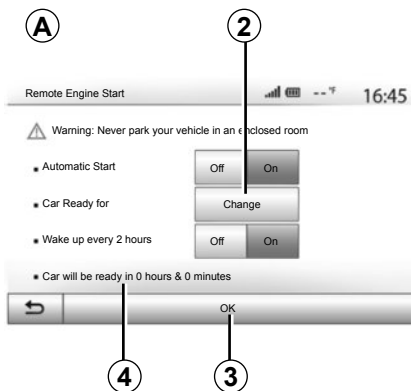 A 2
Remote Engine Start --°F 16:45
Warning: Never park your vehicle in an enclosed room
▪ Automatic Start Off On
▪ Car Ready for Change
▪ Wake up every 2 hours Off On
▪ Car will be ready in 0 hours & 0 minutes
OK
4 3